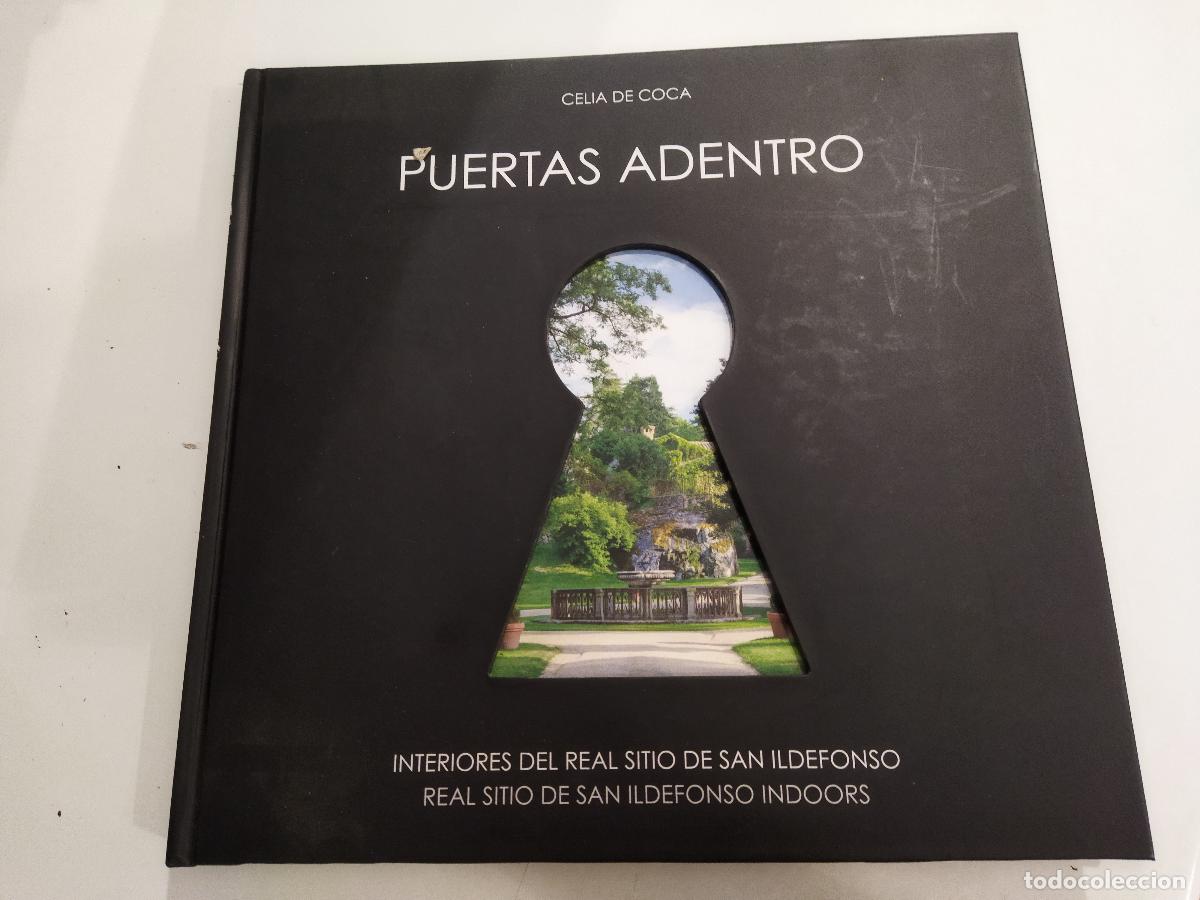 CELIA DE COCA
PUERTAS ADENTRO
INTERIORES DEL REAL SITIO DE SAN ILDEFONSO
REAL SITIO DE SAN ILDEFONSO INDOORS
todocoleccion